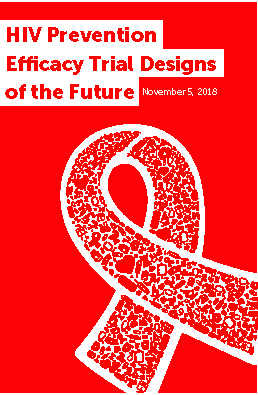 HIV Prevention
Efficacy Trial Designs
of the Future
November 5, 2018